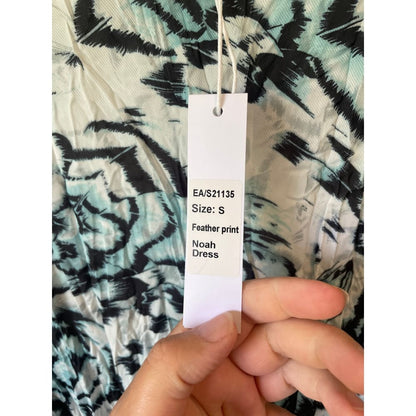 EA/S21135
Size: S
Feather print
Noah
Dress